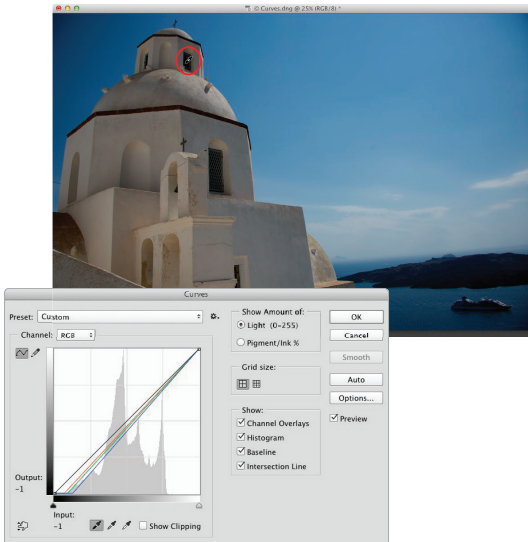 © Curves.dng @ 25% (RGB/8) *
Curves
Preset: Custom
Channel: RGB
Output:
-1
Input:
-1
Show Clipping
Show Amount of:
Light (0-255)
Pigment/Ink %
Grid size:
Show:
Channel Overlays
Histogram
Baseline
Intersection Line
OK
Cancel
Smooth
Auto
Options...
Preview